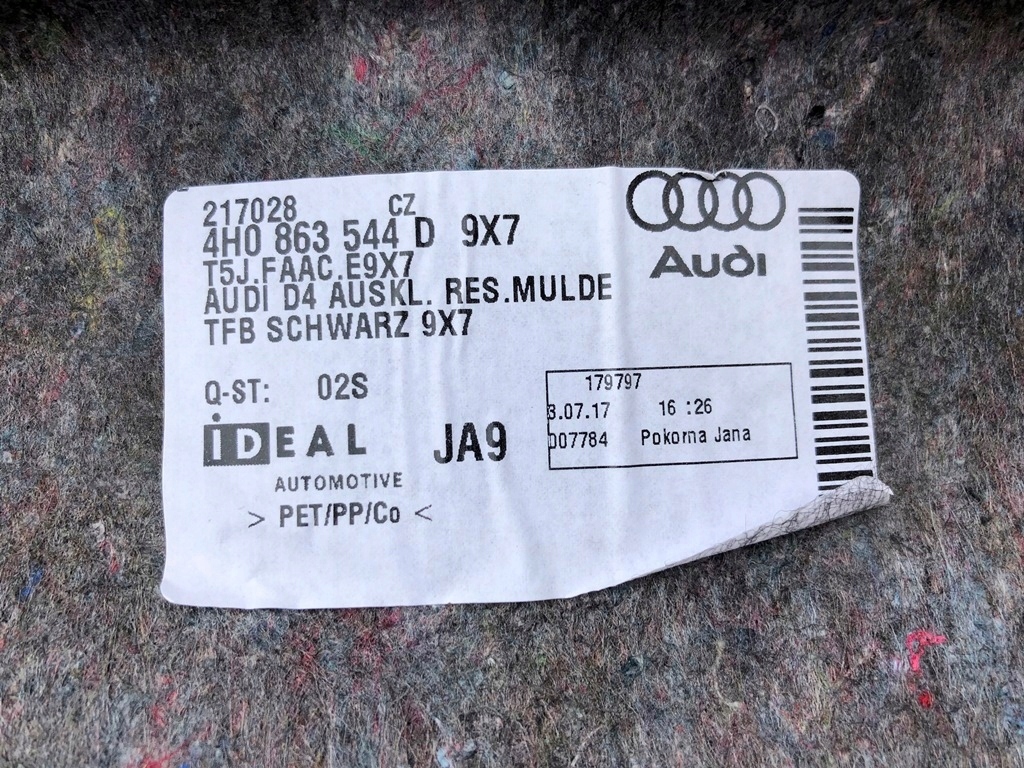 217028 CZ
4H0 863 544 D 9X7
T5J.FAAC.E9X7
AUDI D4 AUSKL. RES.MULDE
TFB SCHWARZ 9X7
Audi
Q-ST: 02S
iDEAL
AUTOMOTIVE
JA9
> PET/PP/Co <
179797
3.07.17 16:26
007784 Pokorna Jana